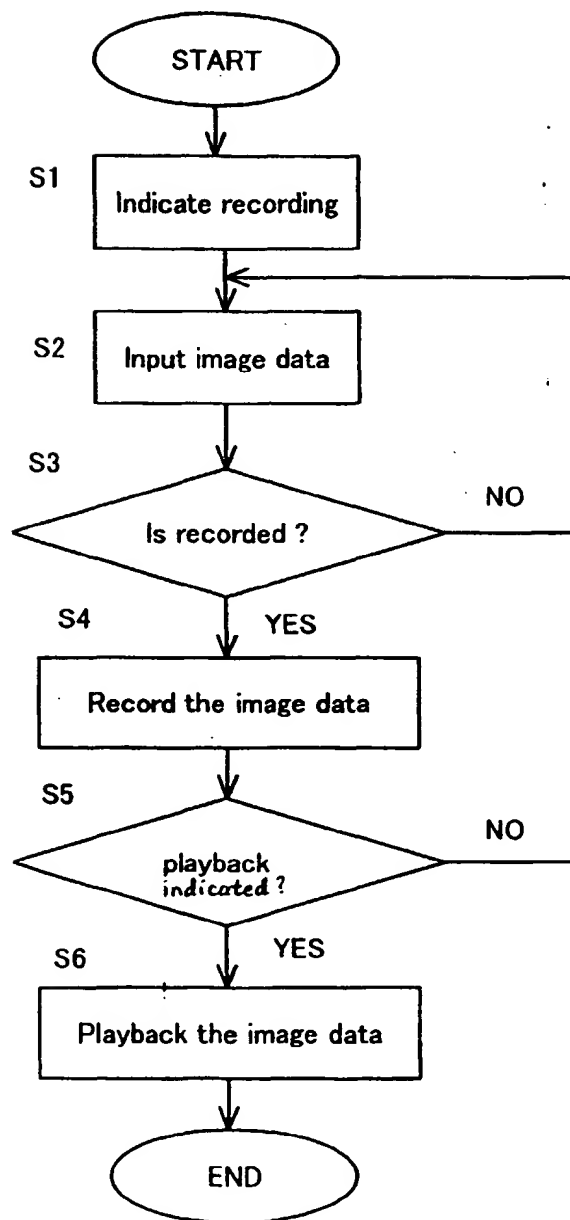 START
S1
Indicate recording
S2
Input image data
S3
Is recorded ?
NO
S4
YES
Record the image data
S5
NO
playback
indicated ?
YES
S6
Playback the image data
END